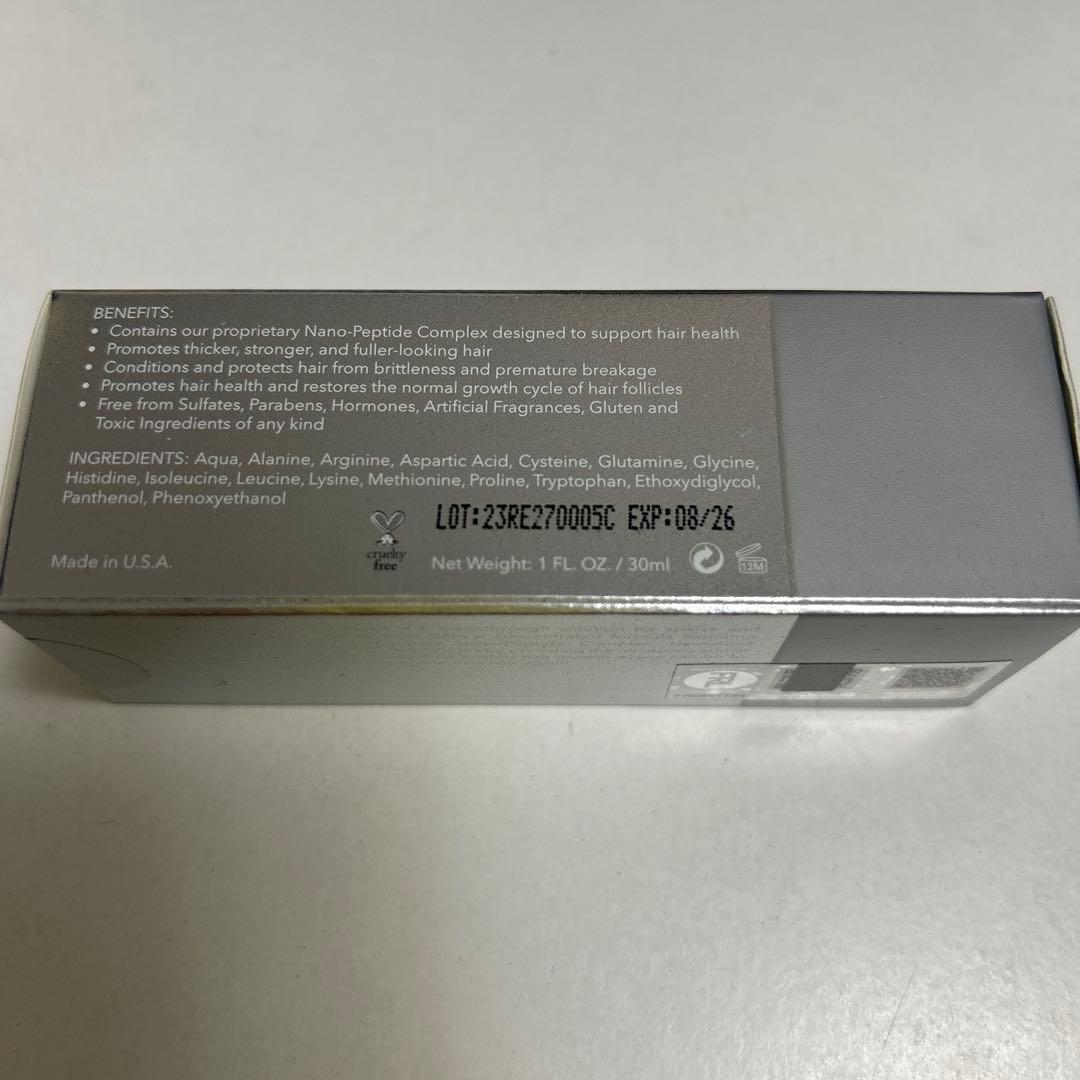 BENEFITS:
• Contains our proprietary Nano-Peptide Complex designed to support hair health
• Promotes thicker, stronger, and fuller-looking hair
• Conditions and protects hair from brittleness and premature breakage
• Promotes hair health and restores the normal growth cycle of hair follicles
• Free from Sulfates, Parabens, Hormones, Artificial Fragrances, Gluten and
Toxic Ingredients of any kind
INGREDIENTS: Aqua, Alanine, Arginine, Aspartic Acid, Cysteine, Glutamine, Glycine,
Histidine, Isoleucine, Leucine, Lysine, Methionine, Proline, Tryptophan, Ethoxydiglycol,
Panthenol, Phenoxyethanol
LOT:23RE270005C EXP:08/26
Made in U.S.A.
cruelty
free
Net Weight: 1 FL. OZ. / 30ml
12M